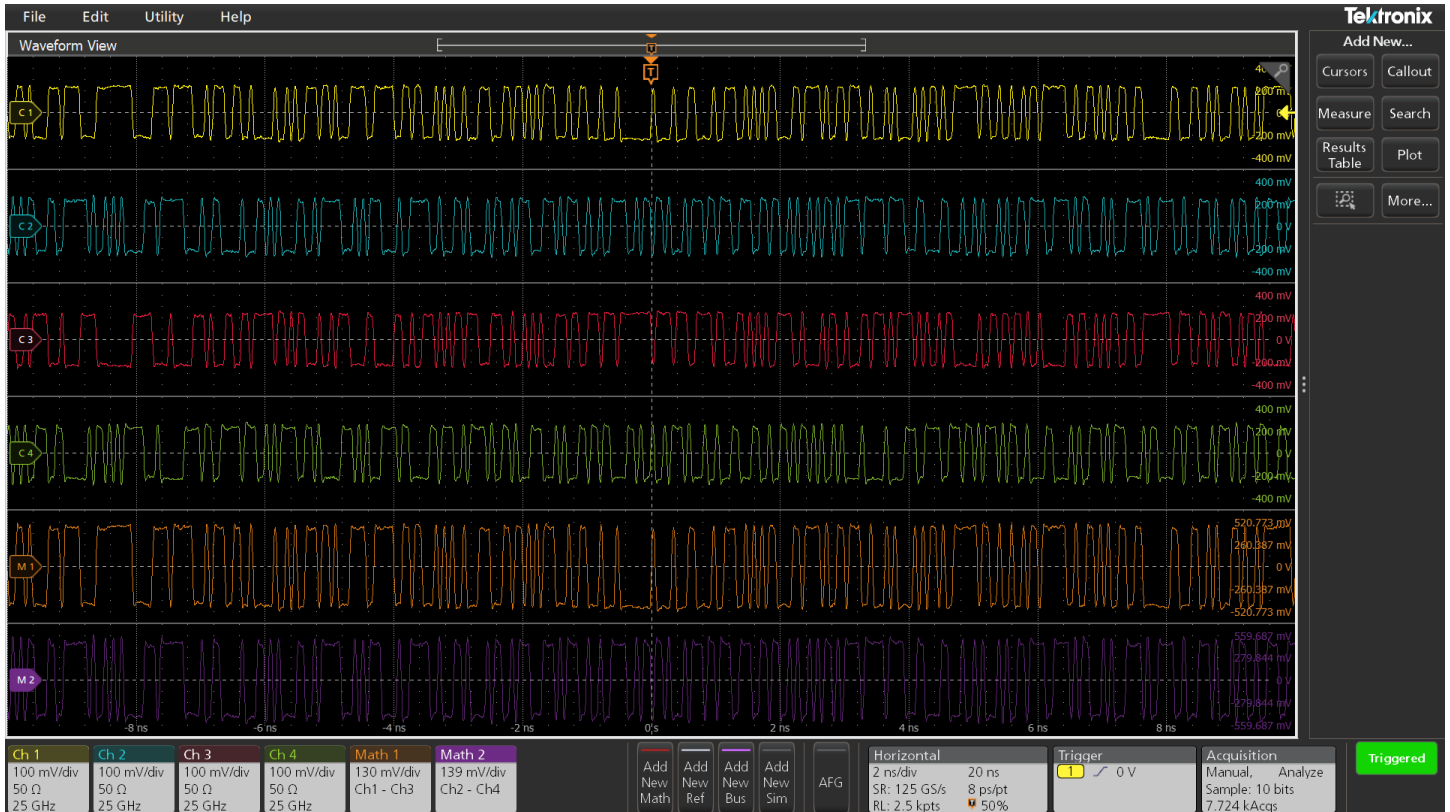 File Edit Utility Help
Tektronix
Waveform View
Add New...
Cursors Callout
Measure Search
Results Table Plot
More...
T
T
C 1
200 mV
0 V
-200 mV
-400 mV
C 2
400 mV
200 mV
0 V
-200 mV
-400 mV
C 3
400 mV
200 mV
0 V
-200 mV
-400 mV
C 4
400 mV
200 mV
0 V
-200 mV
-400 mV
M 1
520.773 mV
260.387 mV
0 V
-260.387 mV
-520.773 mV
M 2
559.687 mV
279.844 mV
0 V
-279.844 mV
-559.687 mV
-8 ns -6 ns -4 ns -2 ns 0 s 2 ns 4 ns 6 ns 8 ns
Ch 1
100 mV/div
50 Ω
25 GHz
Ch 2
100 mV/div
50 Ω
25 GHz
Ch 3
100 mV/div
50 Ω
25 GHz
Ch 4
100 mV/div
50 Ω
25 GHz
Math 1
130 mV/div
Ch1 - Ch3
Math 2
139 mV/div
Ch2 - Ch4
Add New Math
Add New Ref
Add New Bus
Add New Sim
AFG
Horizontal
2 ns/div 20 ns
SR: 125 GS/s 8 ps/pt
RL: 2.5 kpts 50%
Trigger
1 0 V
Acquisition
Manual, Analyze
Sample: 10 bits
7.724 kAcqs
Triggered